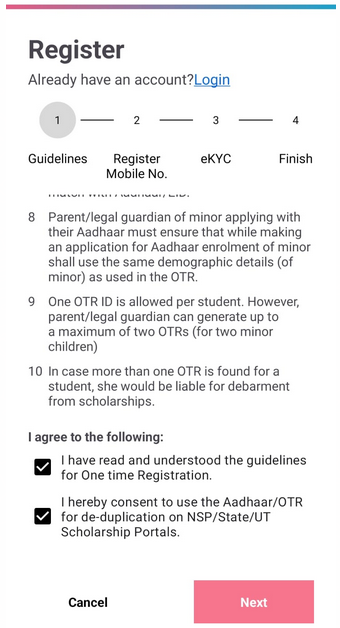 Register
Already have an account?Login
1
2
3
4
Guidelines
Register
Mobile No.
eKYC
Finish
8 Parent/legal guardian of minor applying with
their Aadhaar must ensure that while making
an application for Aadhaar enrolment of minor
shall use the same demographic details (of
minor) as used in the OTR.
9 One OTR ID is allowed per student. However,
parent/legal guardian can generate up to
a maximum of two OTRs (for two minor
children)
10 In case more than one OTR is found for a
student, she would be liable for debarment
from scholarships.
I agree to the following:
I have read and understood the guidelines
for One time Registration.
I hereby consent to use the Aadhaar/OTR
for de-duplication on NSP/State/UT
Scholarship Portals.
Cancel
Next